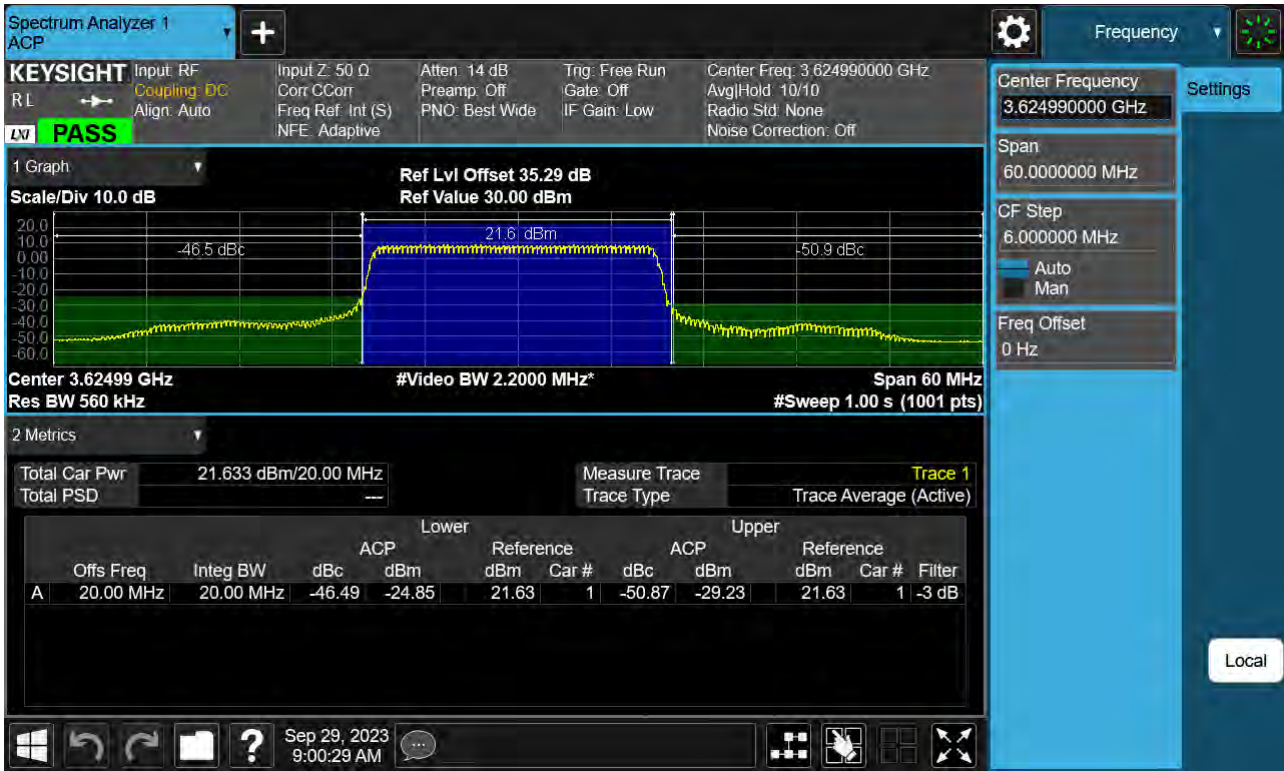 Spectrum Analyzer 1
ACP
Frequency
KEYSIGHT
R L
LXI PASS
Input: RF
Coupling: DC
Align: Auto
Input Z: 50 Ω
Corr CCorr
Freq Ref: Int (S)
NFE: Adaptive
Atten: 14 dB
Preamp: Off
PNO: Best Wide
Trig: Free Run
Gate: Off
IF Gain: Low
Center Freq: 3.624990000 GHz
Avg|Hold: 10/10
Radio Std: None
Noise Correction: Off
Center Frequency
3.624990000 GHz
Settings
Span
60.0000000 MHz
CF Step
6.000000 MHz
Auto
Man
Freq Offset
0 Hz
1 Graph
Ref Lvl Offset 35.29 dB
Scale/Div 10.0 dB
Ref Value 30.00 dBm
20.0
10.0
0.00
-10.0
-20.0
-30.0
-40.0
-50.0
-60.0
-46.5 dBc
21.6 dBm
-50.9 dBc
Center 3.62499 GHz
#Video BW 2.2000 MHz*
Span 60 MHz
Res BW 560 kHz
#Sweep 1.00 s (1001 pts)
2 Metrics
Total Car Pwr 21.633 dBm/20.00 MHz
Total PSD ---
Measure Trace Trace 1
Trace Type Trace Average (Active)
Lower Upper
ACP Reference ACP Reference
Offs Freq Integ BW dBc dBm dBm Car # dBc dBm dBm Car # Filter
A 20.00 MHz 20.00 MHz -46.49 -24.85 21.63 1 -50.87 -29.23 21.63 1 -3 dB
Local
Sep 29, 2023
9:00:29 AM